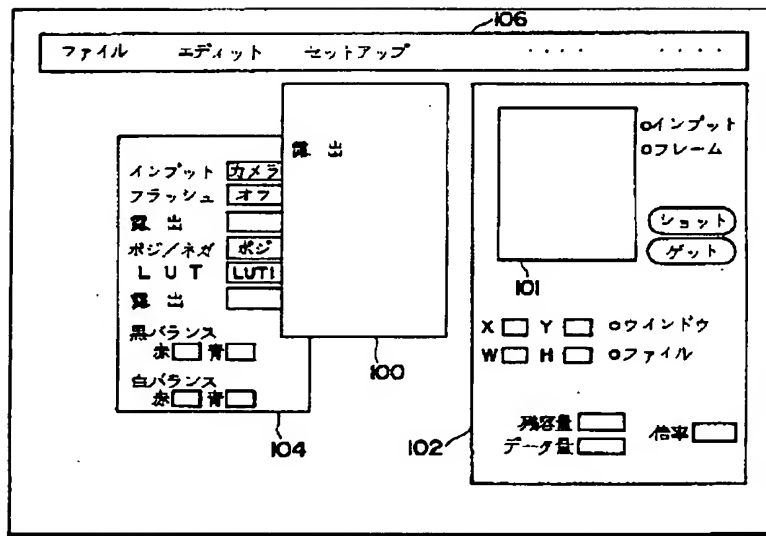 106
ファイル エディット セットアップ ‥‥ ‥‥
露出
インプット カメラ
フラッシュ オフ
露出
ポジ/ネガ ポジ
LUT LUT1
露出
黒バランス
赤 青
白バランス
赤 青
104
100
インプット
フレーム
ショット
ゲット
101
X Y ウインドウ
W H ファイル
残容量
データ量
倍率
102